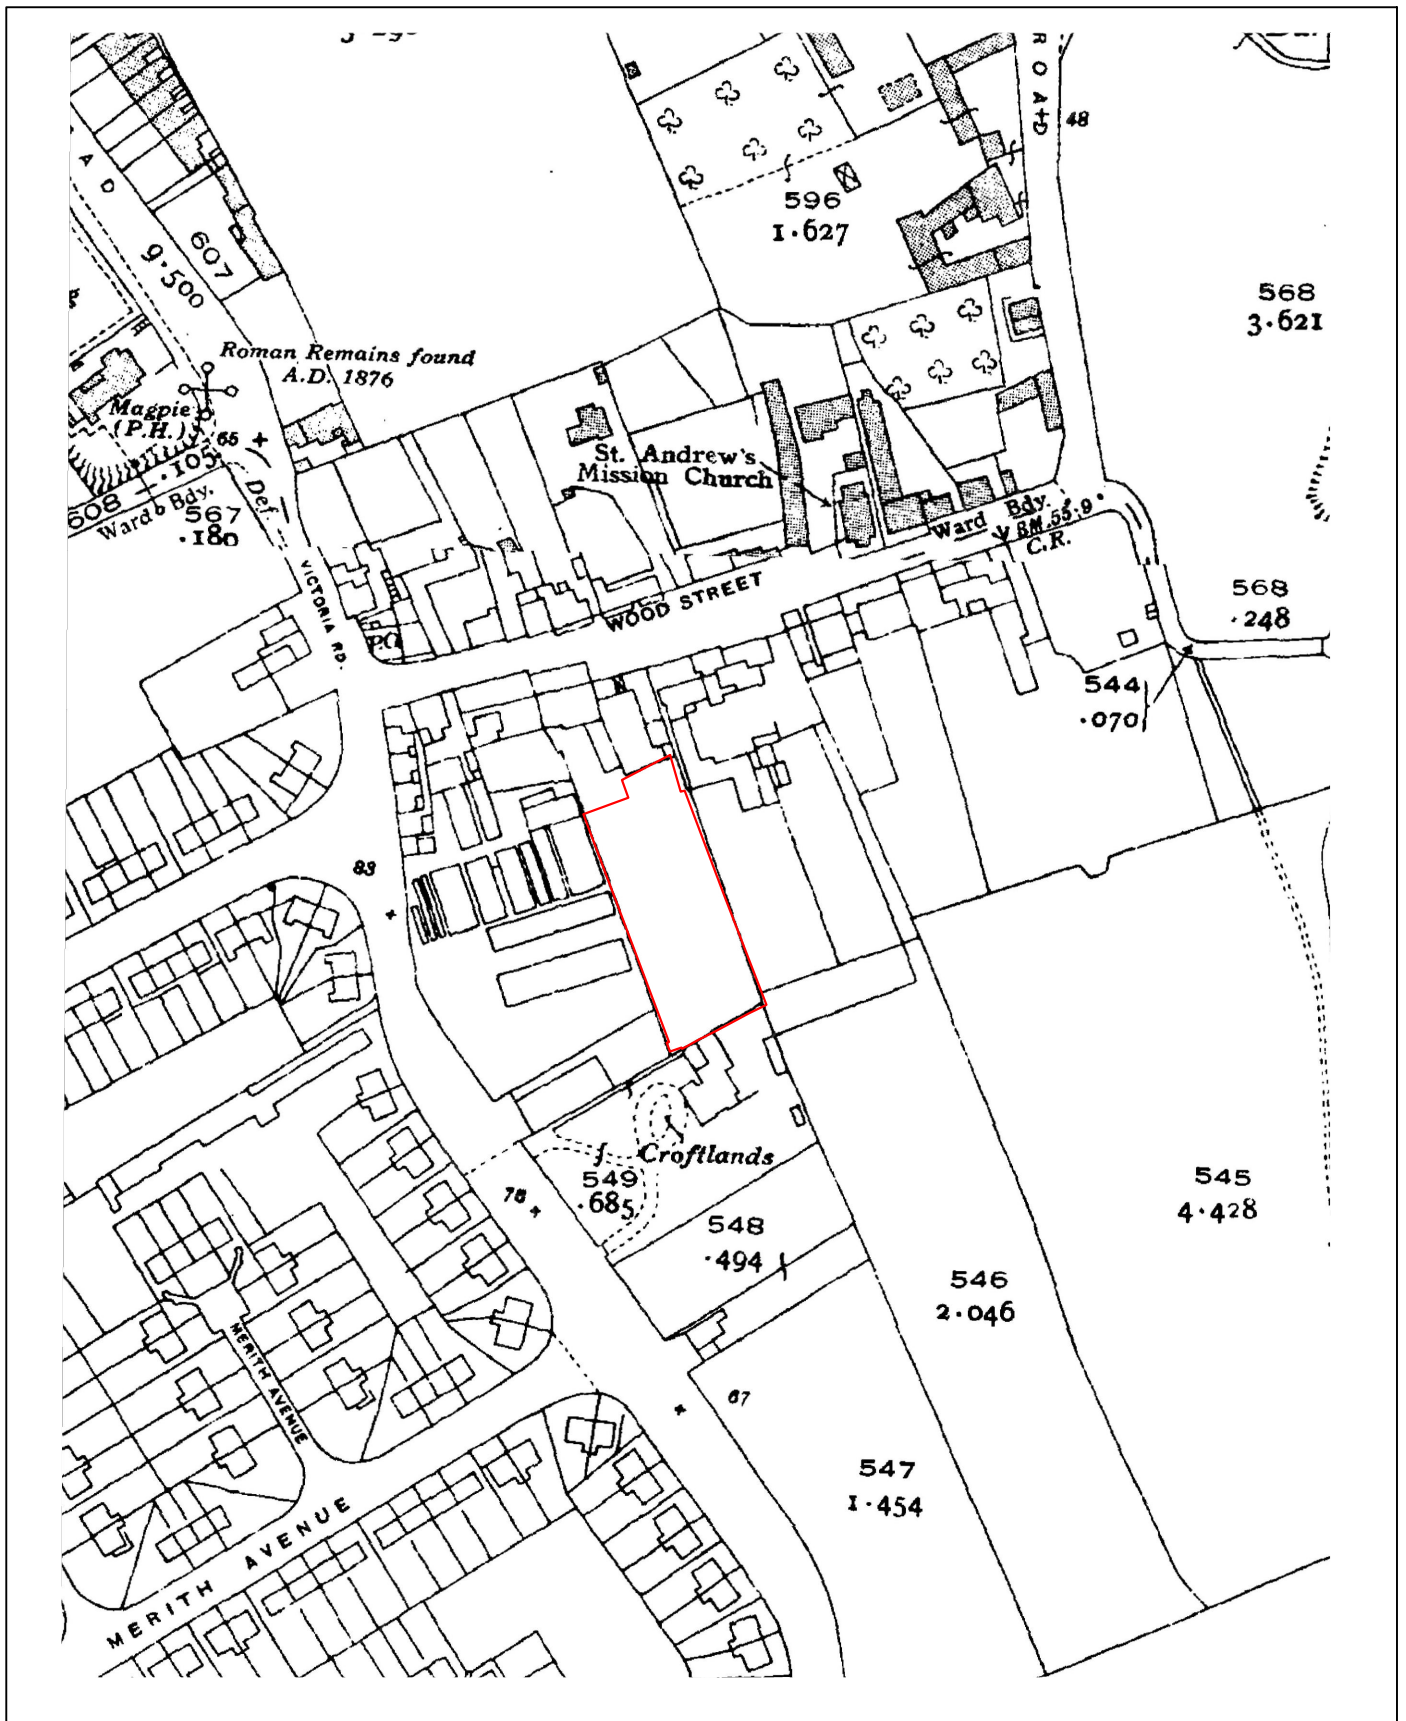 ROAD
48
AD
596
1·627
607
9·500
568
3·621
Roman Remains found
A.D. 1876
Magpie
(P.H.)
65
St. Andrew's
Mission Church
608
·105
Ward Bdy.
Def.
567
·180
Ward Bdy.
B.M. 55·9
C.R.
VICTORIA RD.
P.O.
WOOD STREET
568
·248
544
·070
83
Croftlands
549
·685
78
548
·494
545
4·428
546
2·046
MERITH AVENUE
67
547
1·454
MERITH AVENUE